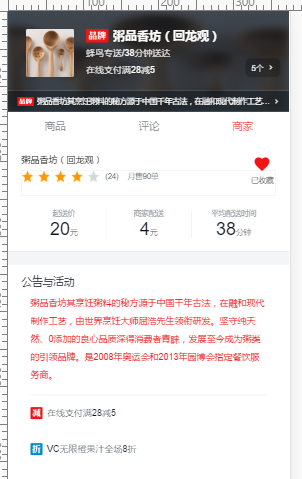 100 200 300
品牌 粥品香坊（回龙观）
蜂鸟专送/38分钟送达
在线支付满28减5
5个 >
品牌 粥品香坊其烹饪粥料的秘方源于中国千年古法，在融和现代制作工艺... >
商品 评论 商家
粥品香坊（回龙观）
(24) 月售90单
已收藏
起送价 商家配送 平均配送时间
20元 4元 38分钟
公告与活动
粥品香坊其烹饪粥料的秘方源于中国千年古法，在融和现代
制作工艺，由世界烹饪大师屈浩先生领衔研发。坚守纯天
然、0添加的良心品质深得消费者青睐，发展至今成为粥类
的引领品牌。是2008年奥运会和2013年园博会指定餐饮服
务商。
减 在线支付满28减5
折 VC无限橙果汁全场8折